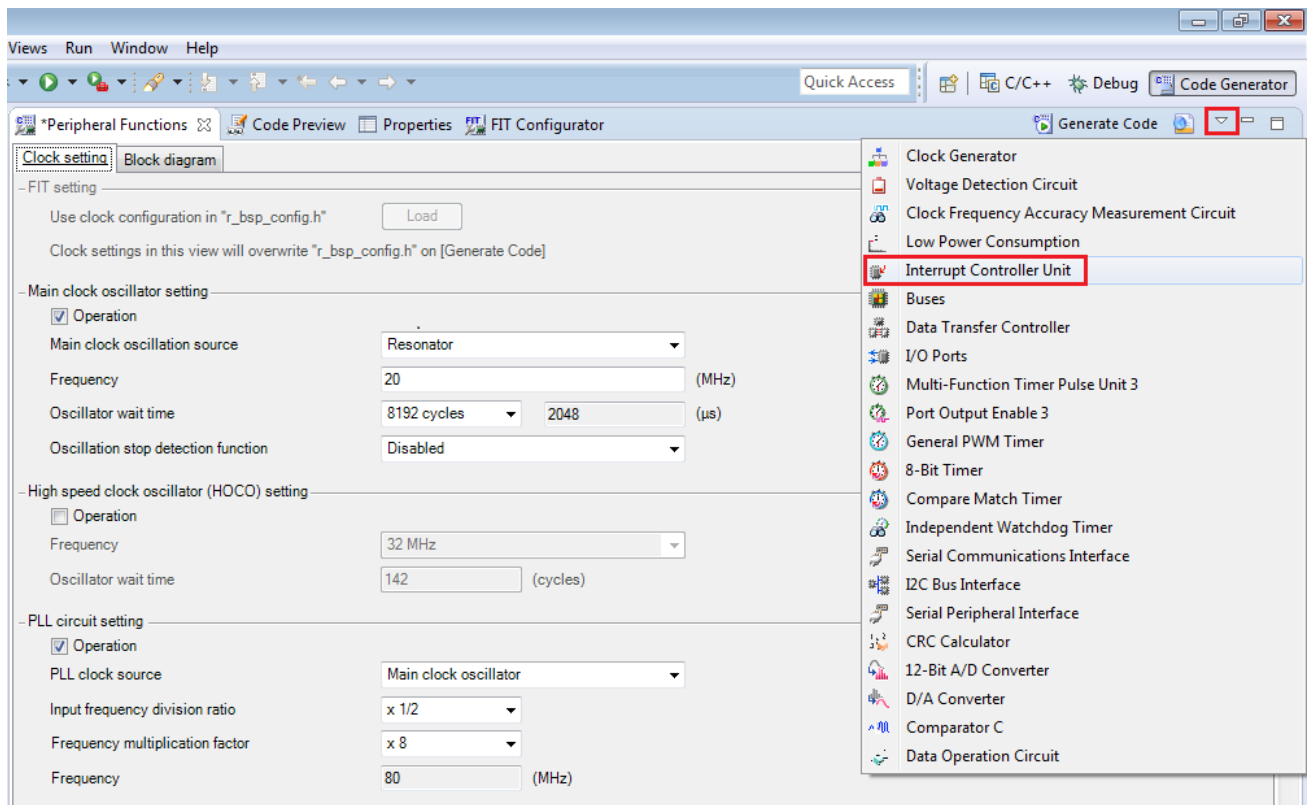 Views Run Window Help
Quick Access C/C++ Debug Code Generator
*Peripheral Functions Code Preview Properties FIT Configurator Generate Code
Clock setting Block diagram
FIT setting
Use clock configuration in "r_bsp_config.h" Load
Clock settings in this view will overwrite "r_bsp_config.h" on [Generate Code]
Main clock oscillator setting
Operation
Main clock oscillation source Resonator
Frequency 20 (MHz)
Oscillator wait time 8192 cycles 2048 (μs)
Oscillation stop detection function Disabled
High speed clock oscillator (HOCO) setting
Operation
Frequency 32 MHz
Oscillator wait time 142 (cycles)
PLL circuit setting
Operation
PLL clock source Main clock oscillator
Input frequency division ratio x 1/2
Frequency multiplication factor x 8
Frequency 80 (MHz)
Clock Generator
Voltage Detection Circuit
Clock Frequency Accuracy Measurement Circuit
Low Power Consumption
Interrupt Controller Unit
Buses
Data Transfer Controller
I/O Ports
Multi-Function Timer Pulse Unit 3
Port Output Enable 3
General PWM Timer
8-Bit Timer
Compare Match Timer
Independent Watchdog Timer
Serial Communications Interface
I2C Bus Interface
Serial Peripheral Interface
CRC Calculator
12-Bit A/D Converter
D/A Converter
Comparator C
Data Operation Circuit